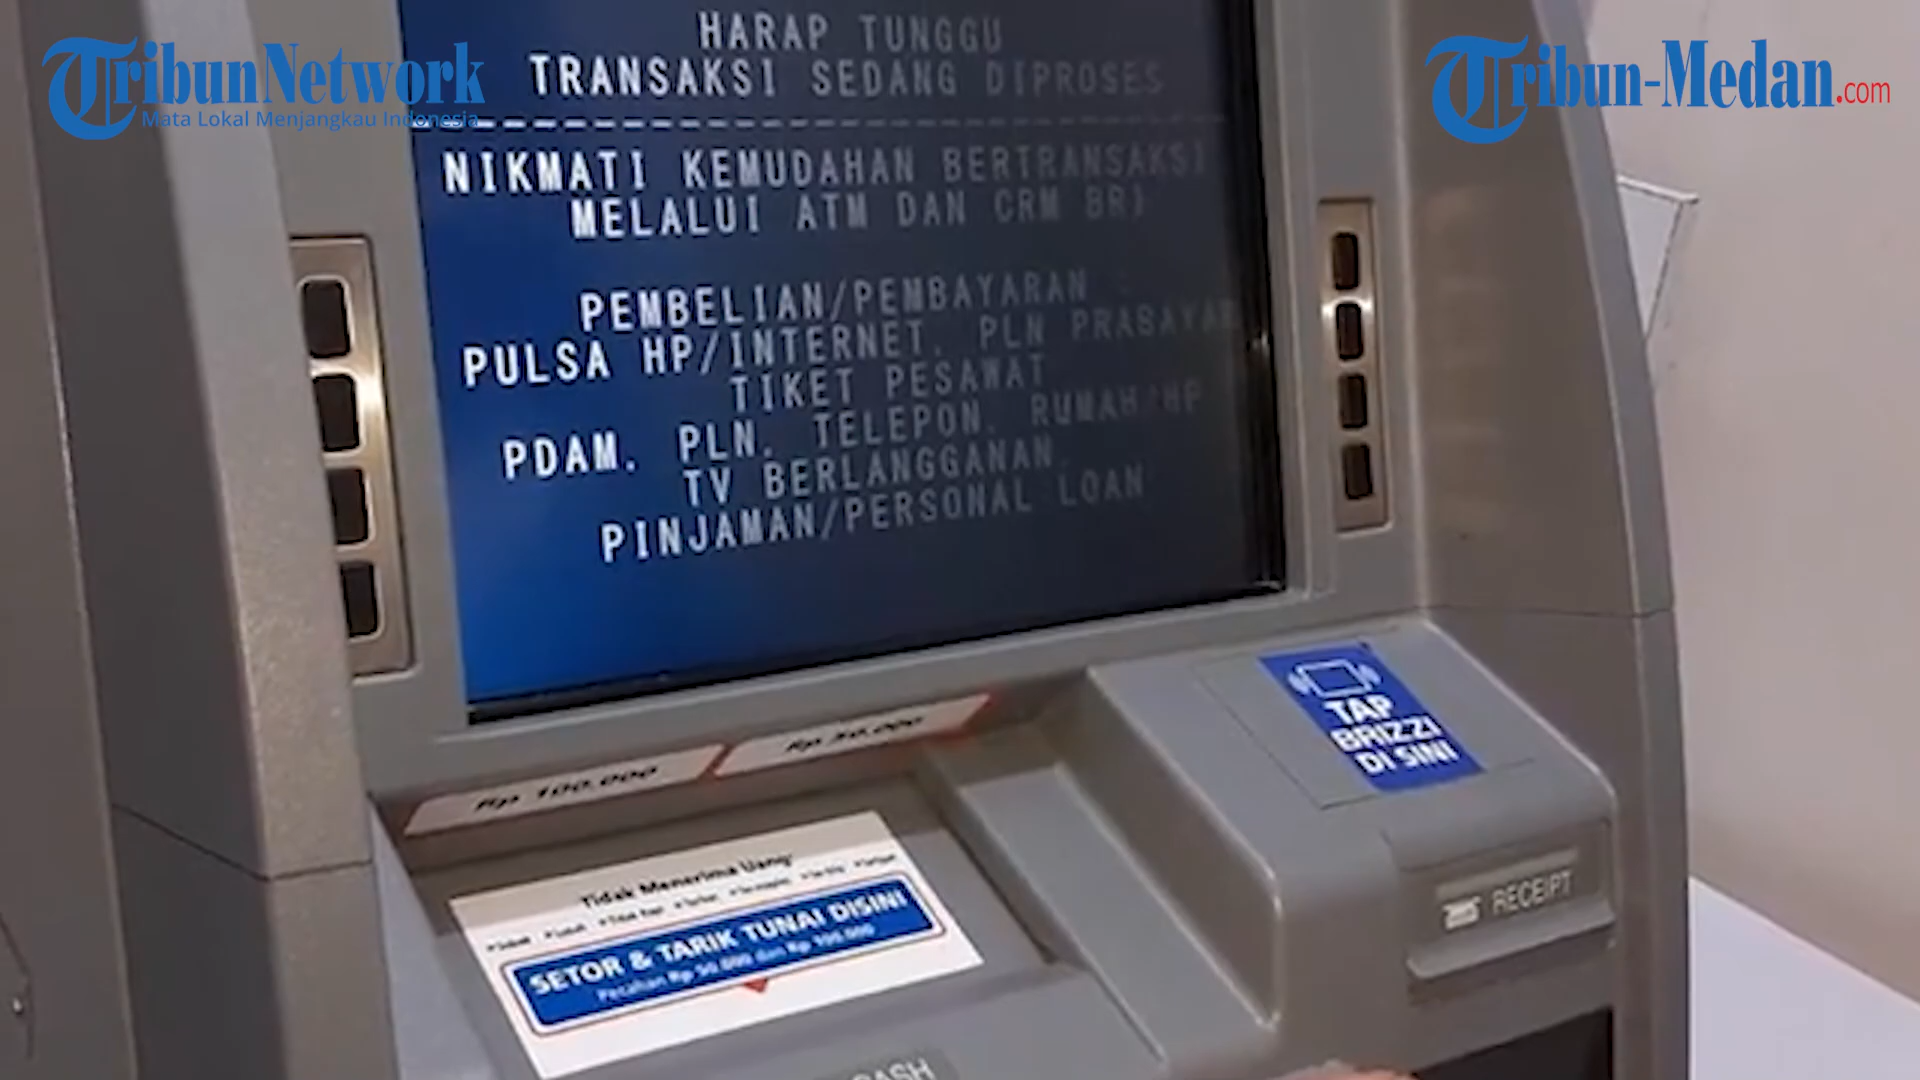 TribunNetwork
Mata Lokal Menjangkau Indonesia
Tribun-Medan.com
HARAP TUNGGU
TRANSAKSI SEDANG DIPROSES
NIKMATI KEMUDAHAN BERTRANSAKSI
MELALUI ATM DAN CRM BRI
PEMBELIAN/PEMBAYARAN :
PULSA HP/INTERNET, PLN PRABAYAR
TIKET PESAWAT
PDAM, PLN, TELEPON, RUMAH/HP
TV BERLANGGANAN,
PINJAMAN/PERSONAL LOAN
TAP
BRIZZI
DI SINI
Rp 100.000
Rp 50.000
Tidak Menerima Uang
SETOR & TARIK TUNAI DISINI
Pecahan Rp 50.000 dan Rp 100.000
RECEIPT
CASH